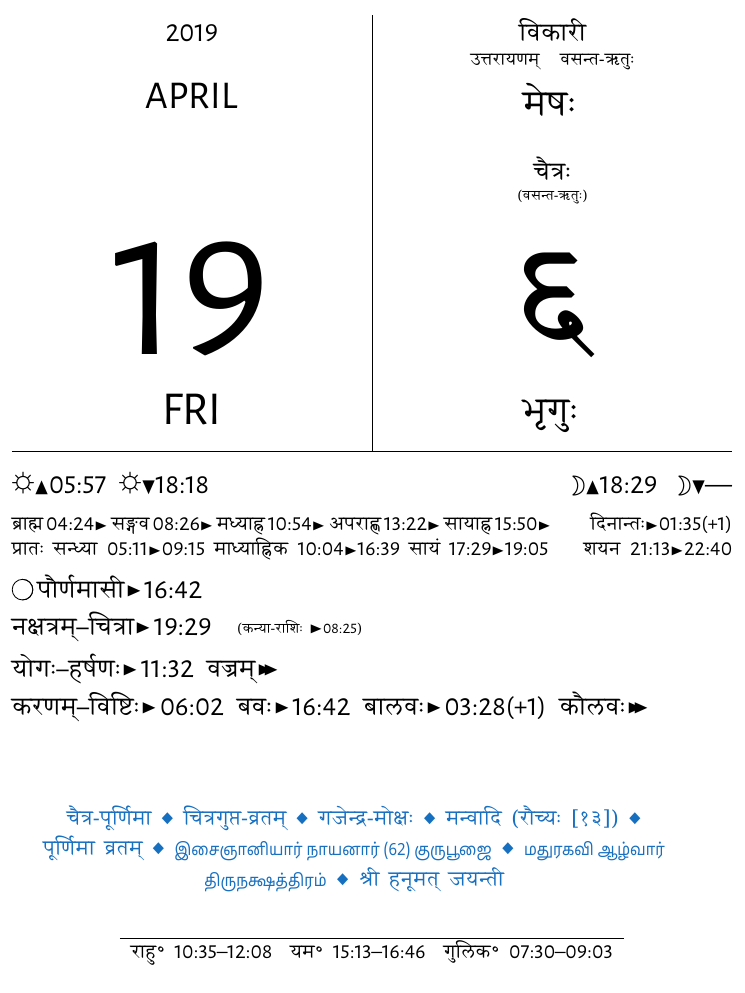 2019
APRIL
19
FRI
विकारी
उत्तरायणम् वसन्त-ऋतुः
मेषः
चैत्रः
(वसन्त-ऋतुः)
६
भृगुः
☼▲05:57 ☼▼18:18 ☽▲18:29 ☽▼—
ब्राह्म 04:24► सङ्गव 08:26► मध्याह्न 10:54► अपराह्ण 13:22► सायाह्न 15:50► दिनान्तः►01:35(+1)
प्रातः सन्ध्या 05:11►09:15 माध्याह्निक 10:04►16:39 सायं 17:29►19:05 शयन 21:13►22:40
○पौर्णमासी►16:42
नक्षत्रम्–चित्रा►19:29 (कन्या-राशिः ►08:25)
योगः–हर्षणः►11:32 वज्रम्►►
करणम्–विष्टिः►06:02 बवः►16:42 बालवः►03:28(+1) कौलवः►►
चैत्र-पूर्णिमा ◆ चित्रगुप्त-व्रतम् ◆ गजेन्द्र-मोक्षः ◆ मन्वादि (रौच्यः [१३]) ◆
पूर्णिमा व्रतम् ◆ இசைஞானியார் நாயனார் (62) குருபூஜை ◆ மதுரகவி ஆழ்வார்
திருநக்ஷத்திரம் ◆ श्री हनूमत् जयन्ती
राहु° 10:35–12:08 यम° 15:13–16:46 गुलिक° 07:30–09:03